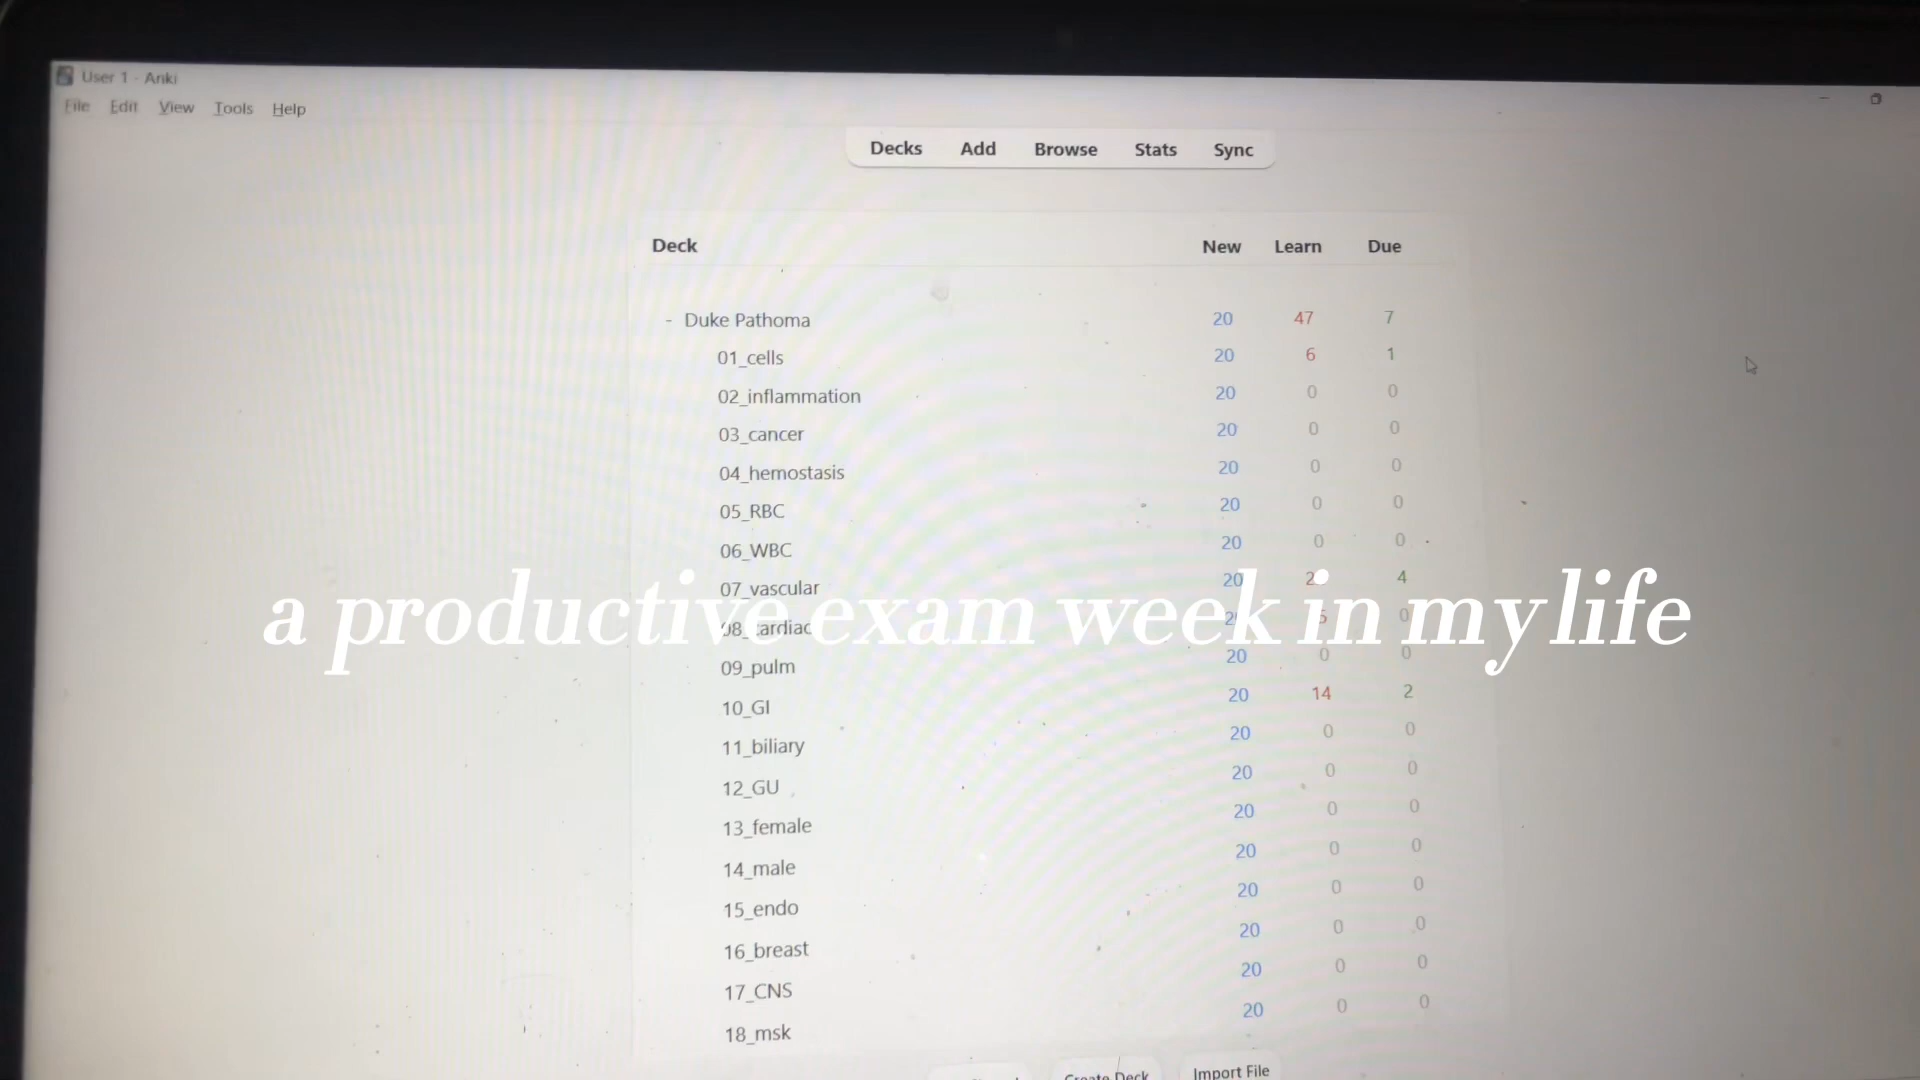 User 1 - Anki
File Edit View Tools Help
Decks Add Browse Stats Sync
Deck New Learn Due
- Duke Pathoma 20 47 7
01_cells 20 6 1
02_inflammation 20 0 0
03_cancer 20 0 0
04_hemostasis 20 0 0
05_RBC 20 0 0
06_WBC 20 0 0
07_vascular 20 4
a productive exam week in my life
08_cardiac 0
09_pulm 20 0 0
10_GI 20 14 2
11_biliary 20 0 0
12_GU 20 0 0
13_female 20 0 0
14_male 20 0 0
15_endo 20 0 0
16_breast 20 0 0
17_CNS 20 0 0
18_msk 20 0 0
Create Deck Import File